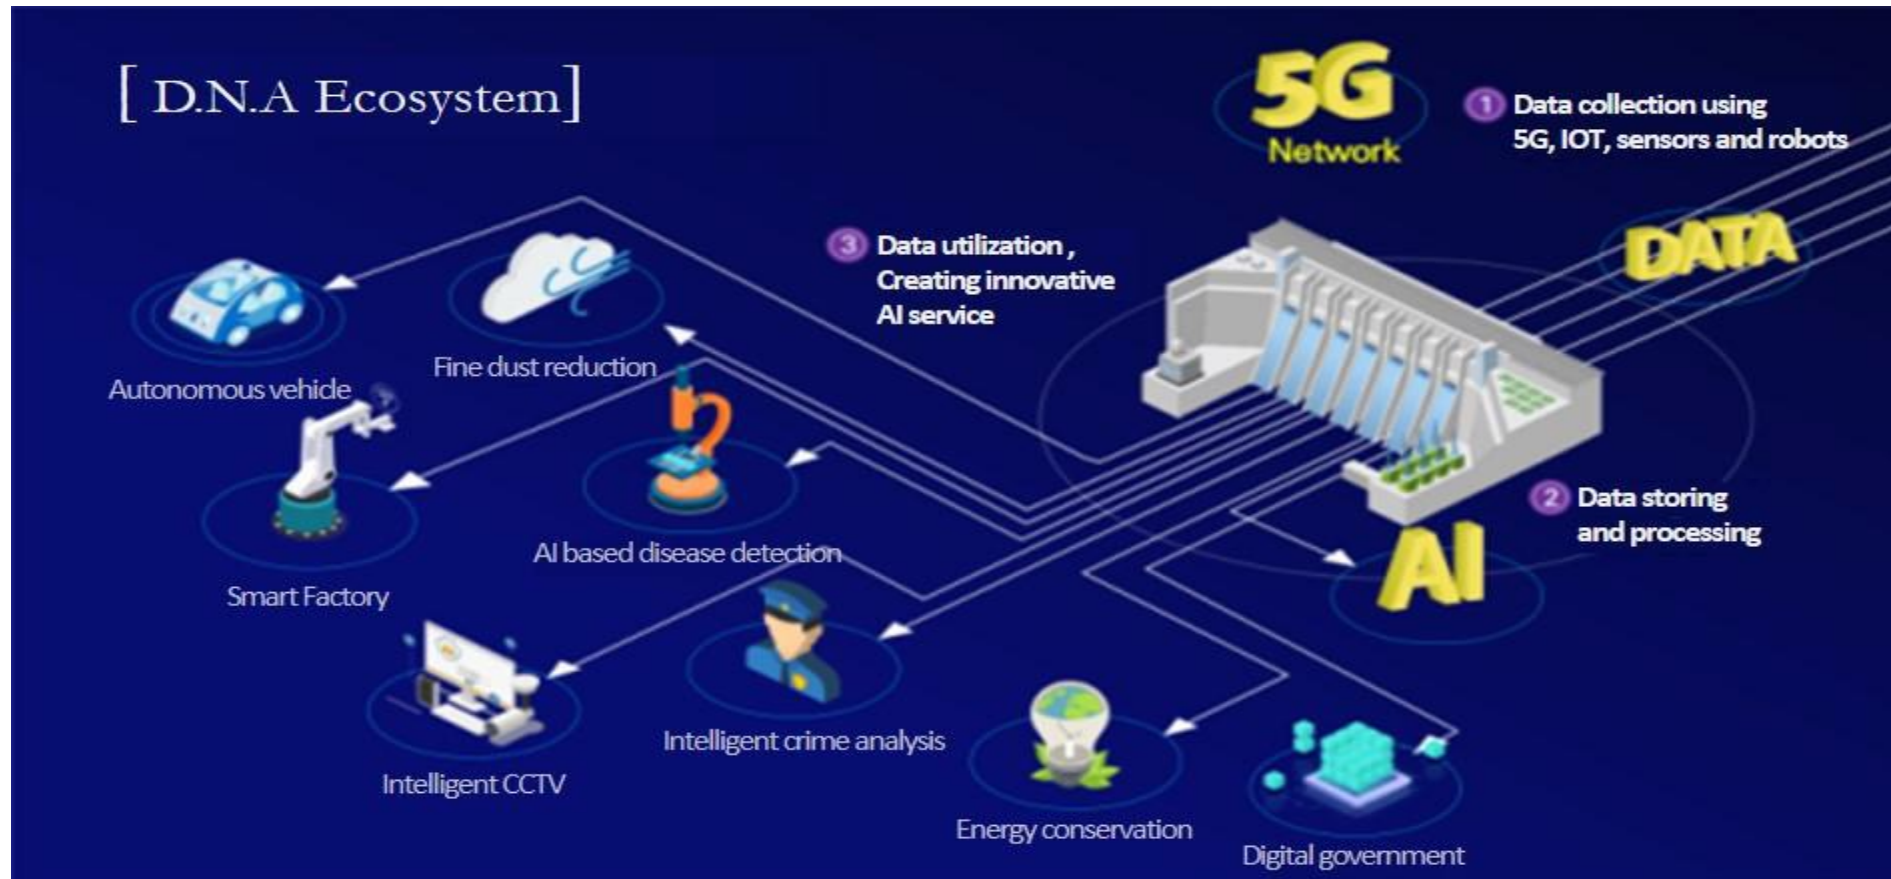 [ D.N.A Ecosystem]
5G
Network
1 Data collection using
5G, IOT, sensors and robots
DATA
3 Data utilization ,
Creating innovative
AI service
Autonomous vehicle
Fine dust reduction
2 Data storing
and processing
AI
AI based disease detection
Smart Factory
Intelligent crime analysis
Intelligent CCTV
Energy conservation
Digital government